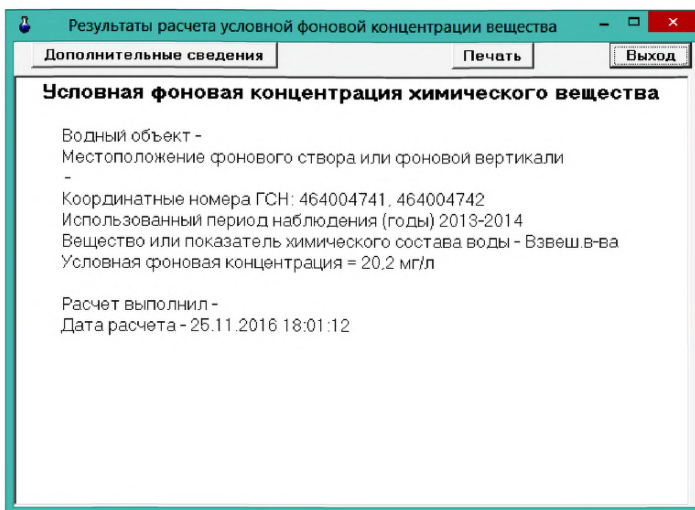 Результаты расчета условной фоновой концентрации вещества
Дополнительные сведения
Печать
Выход
Условная фоновая концентрация химического вещества
Водный объект -
Местоположение фонового створа или фоновой вертикали
-
Координатные номера ГСН: 464004741, 464004742
Использованный период наблюдения (годы) 2013-2014
Вещество или показатель химического состава воды - Взвеш.в-ва
Условная фоновая концентрация = 20,2 мг/л
Расчет выполнил -
Дата расчета - 25.11.2016 18:01:12